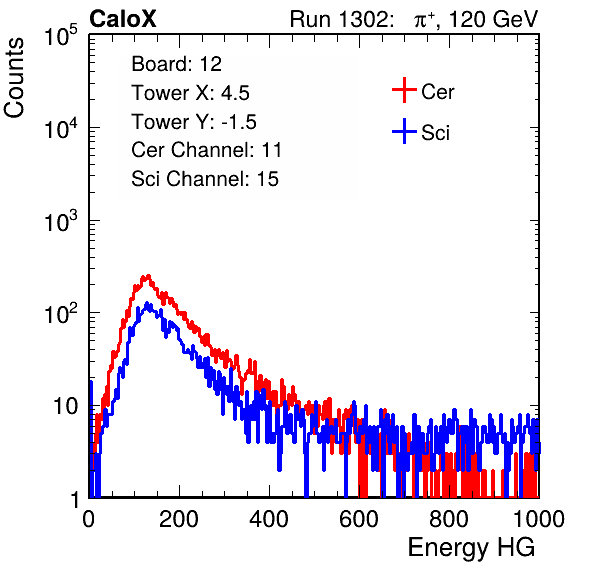 CaloX Run 1302: π⁺, 120 GeV
Counts
10⁵
10⁴
10³
10²
10
1
Board: 12
Tower X: 4.5
Tower Y: -1.5
Cer Channel: 11
Sci Channel: 15
Cer
Sci
0 200 400 600 800 1000
Energy HG